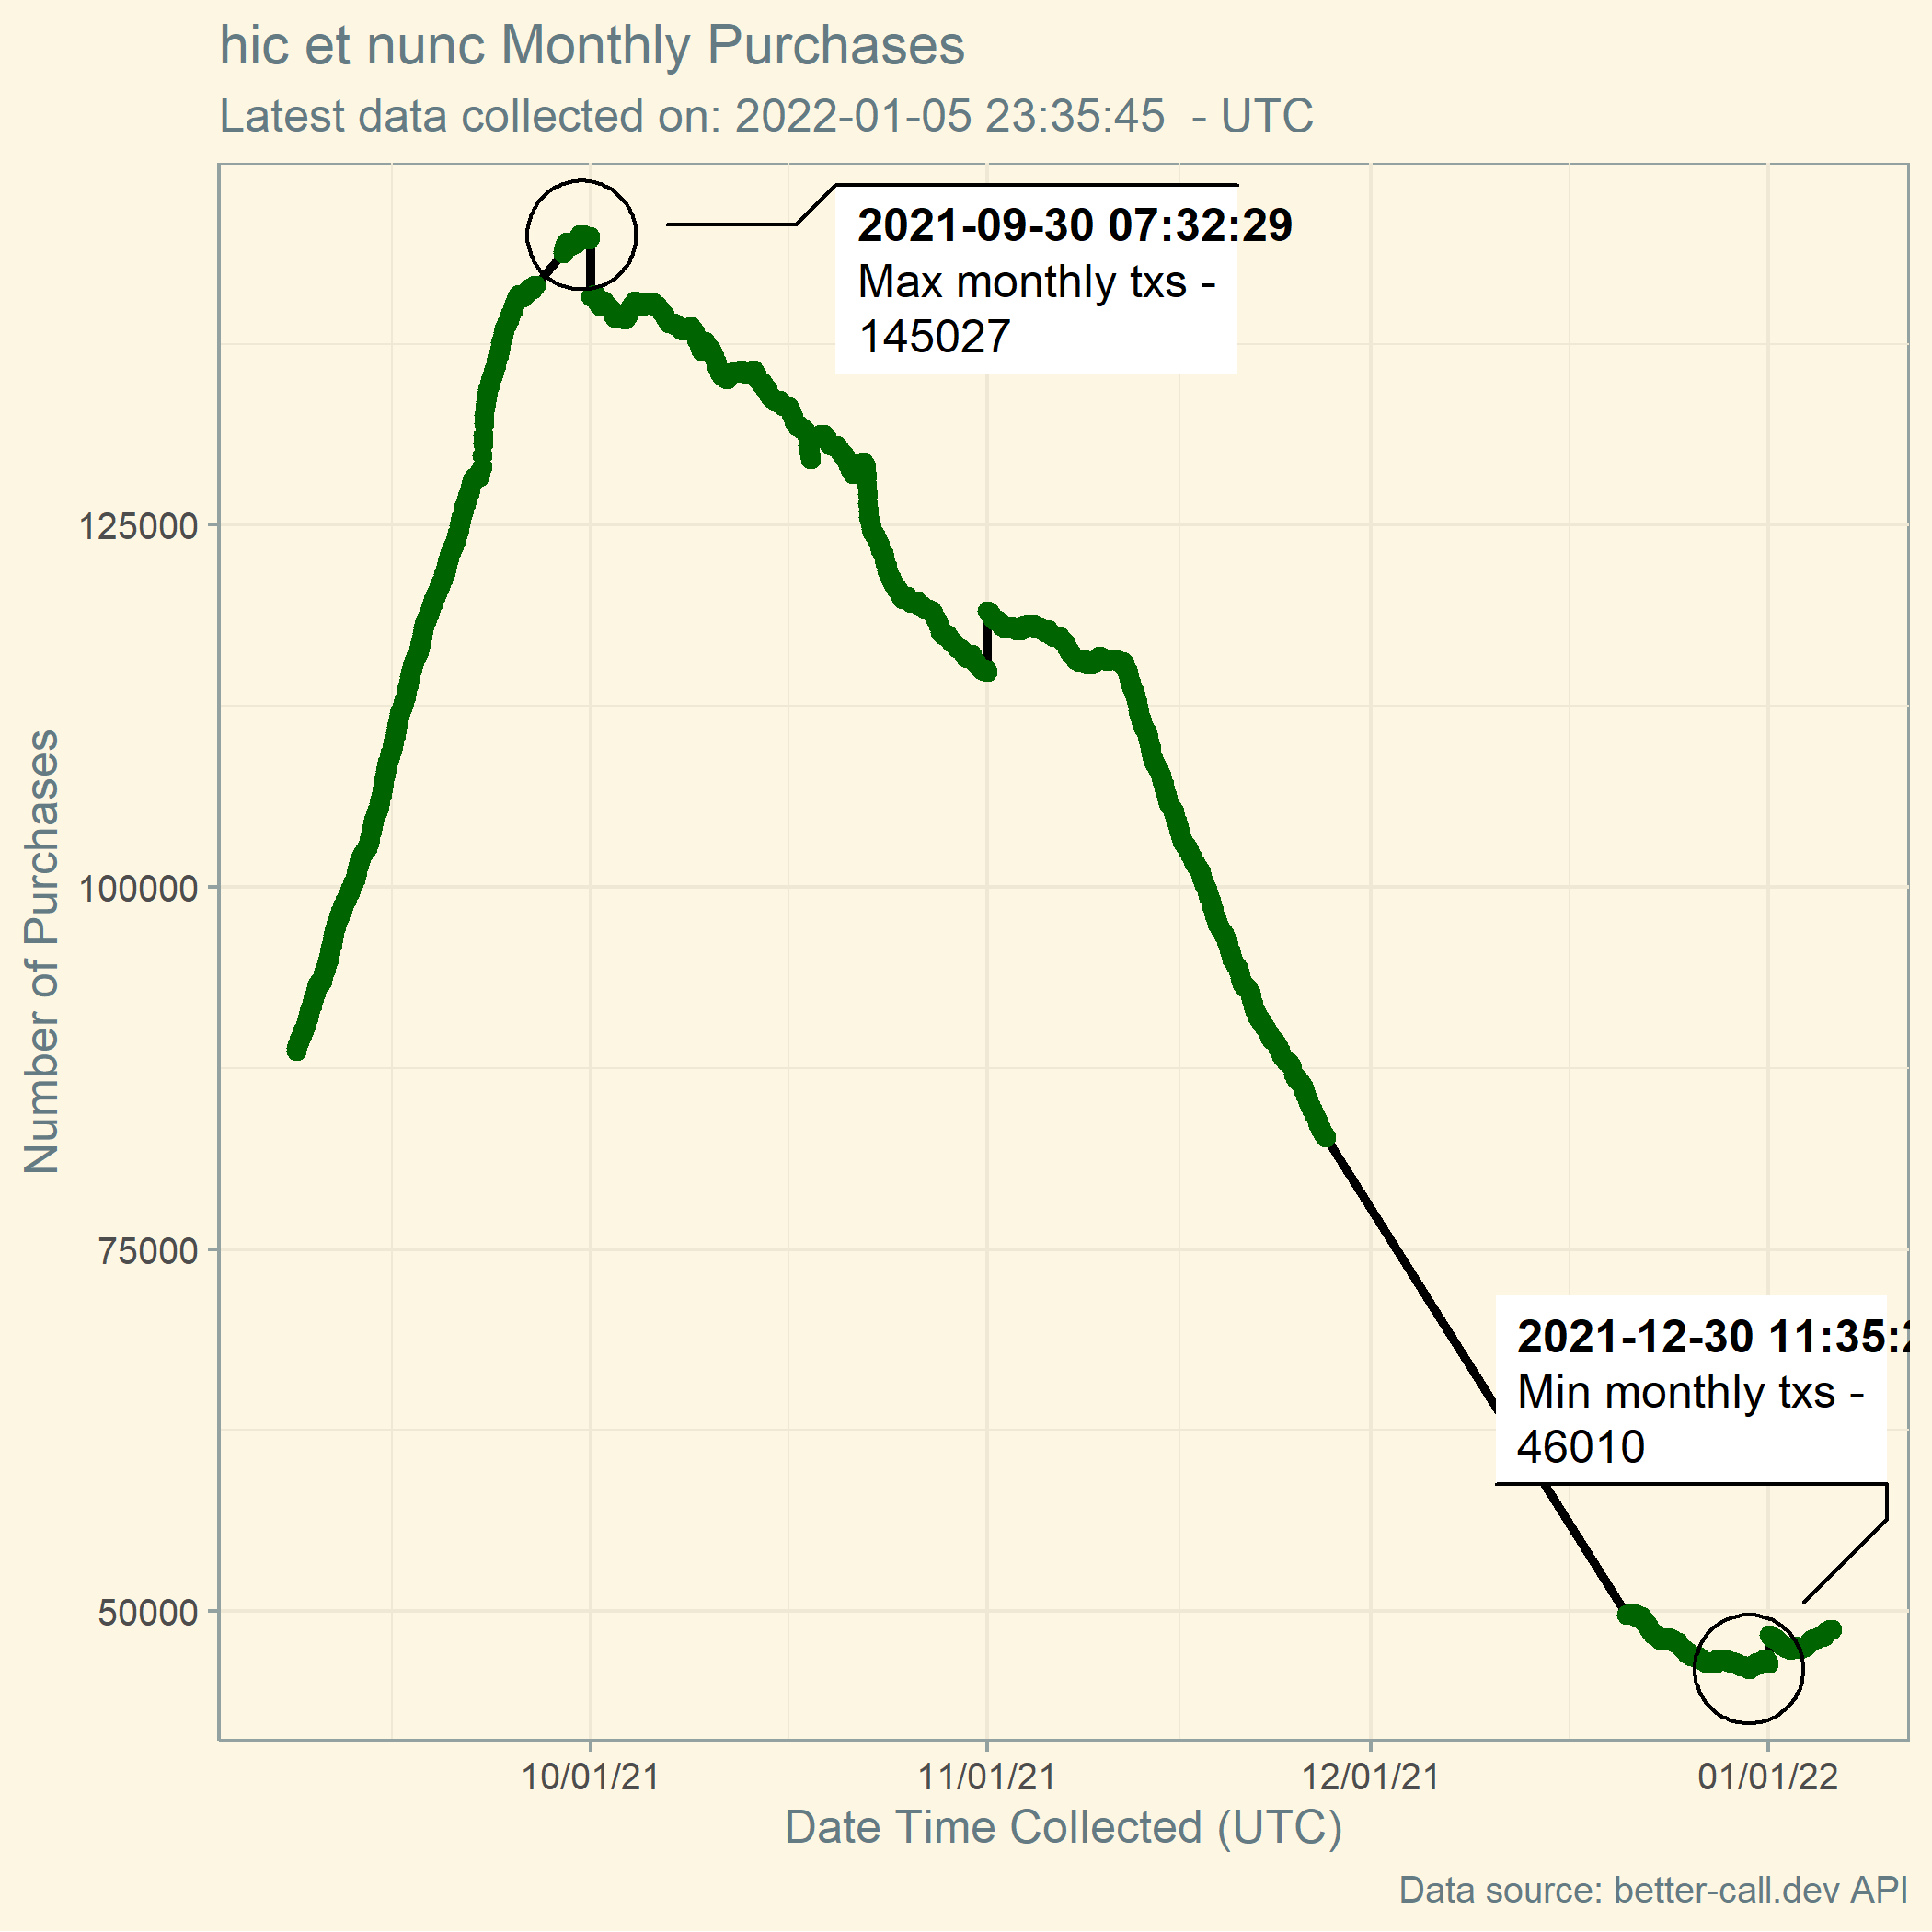 hic et nunc Monthly Purchases
Latest data collected on: 2022-01-05 23:35:45 - UTC
2021-09-30 07:32:29
Max monthly txs -
145027
125000
100000
75000
50000
Number of Purchases
2021-12-30 11:35:
Min monthly txs -
46010
10/01/21
11/01/21
12/01/21
01/01/22
Date Time Collected (UTC)
Data source: better-call.dev API